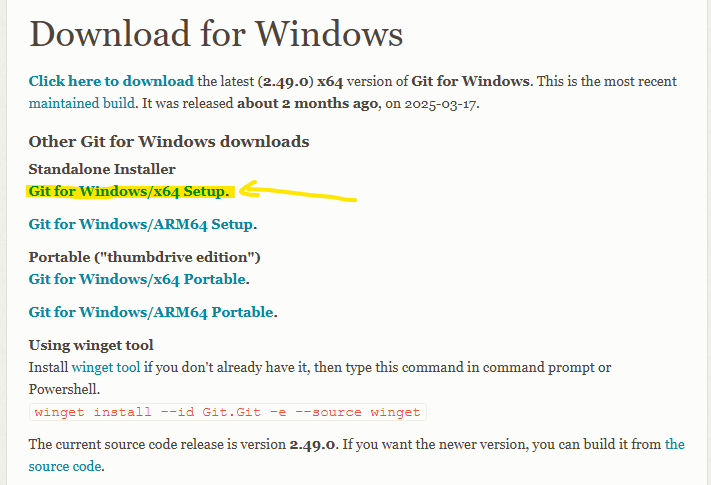 Download for Windows
Click here to download the latest (2.49.0) x64 version of Git for Windows. This is the most recent
maintained build. It was released about 2 months ago, on 2025-03-17.
Other Git for Windows downloads
Standalone Installer
Git for Windows/x64 Setup.
Git for Windows/ARM64 Setup.
Portable ("thumbdrive edition")
Git for Windows/x64 Portable.
Git for Windows/ARM64 Portable.
Using winget tool
Install winget tool if you don't already have it, then type this command in command prompt or
Powershell.
winget install --id Git.Git -e --source winget
The current source code release is version 2.49.0. If you want the newer version, you can build it from the
source code.